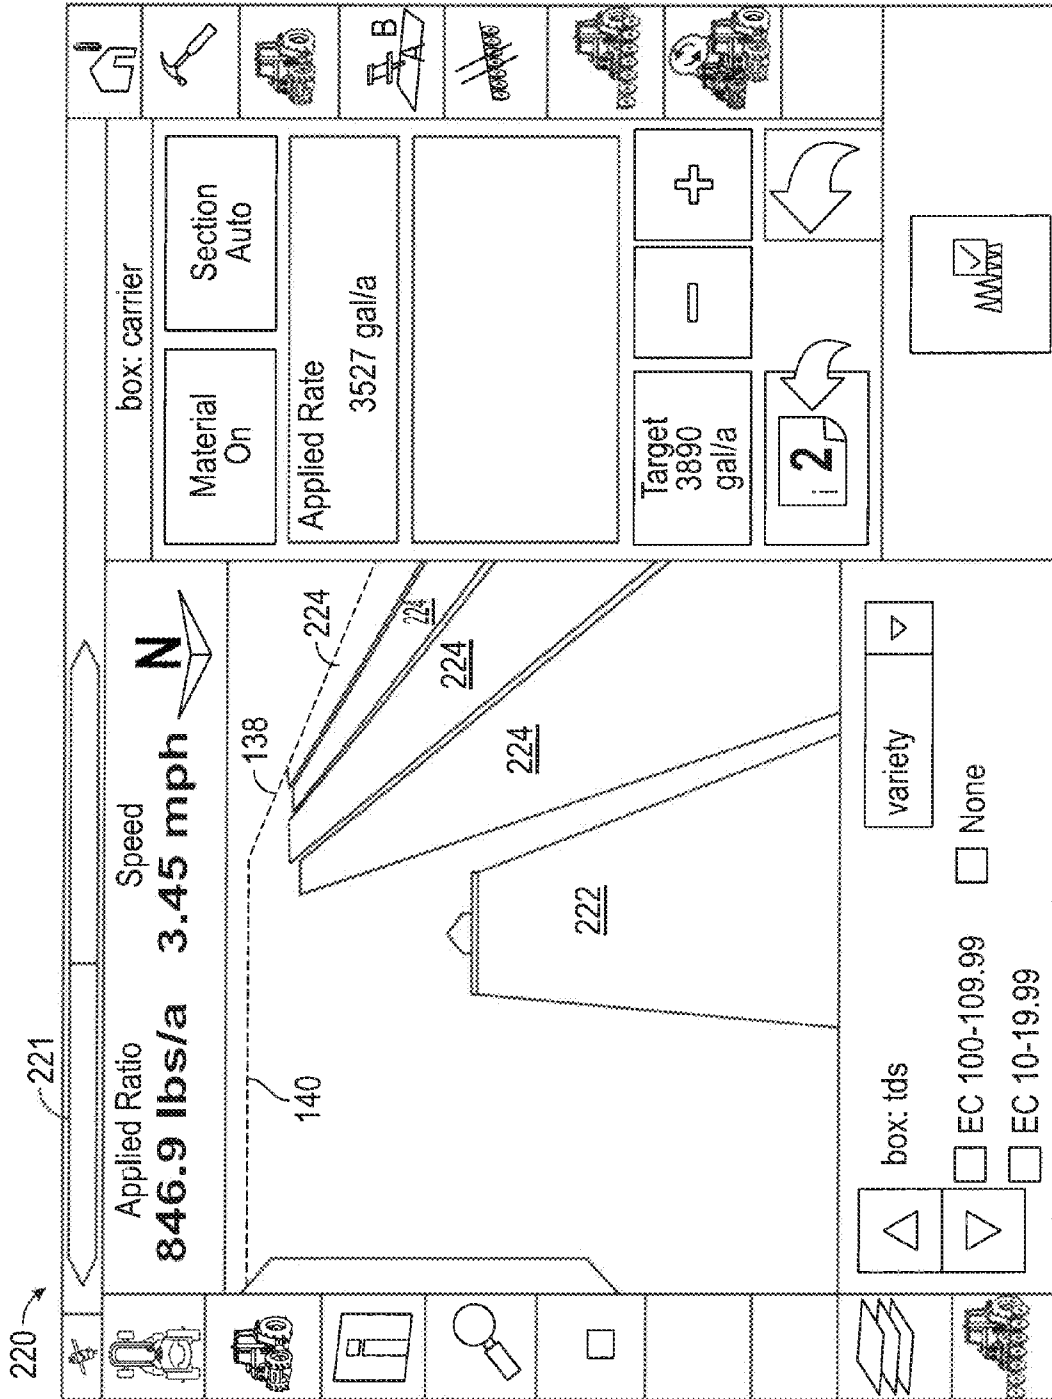 220
221
Applied Ratio
Speed
846.9 lbs/a
3.45 mph
N
140
138
224
224
224
224
222
box: carrier
Material
On
Section
Auto
Applied Rate
3527 gal/a
Target
3890
gal/a
−
+
2
B
A
box: tds
variety
EC 100-109.99
None
EC 10-19.99